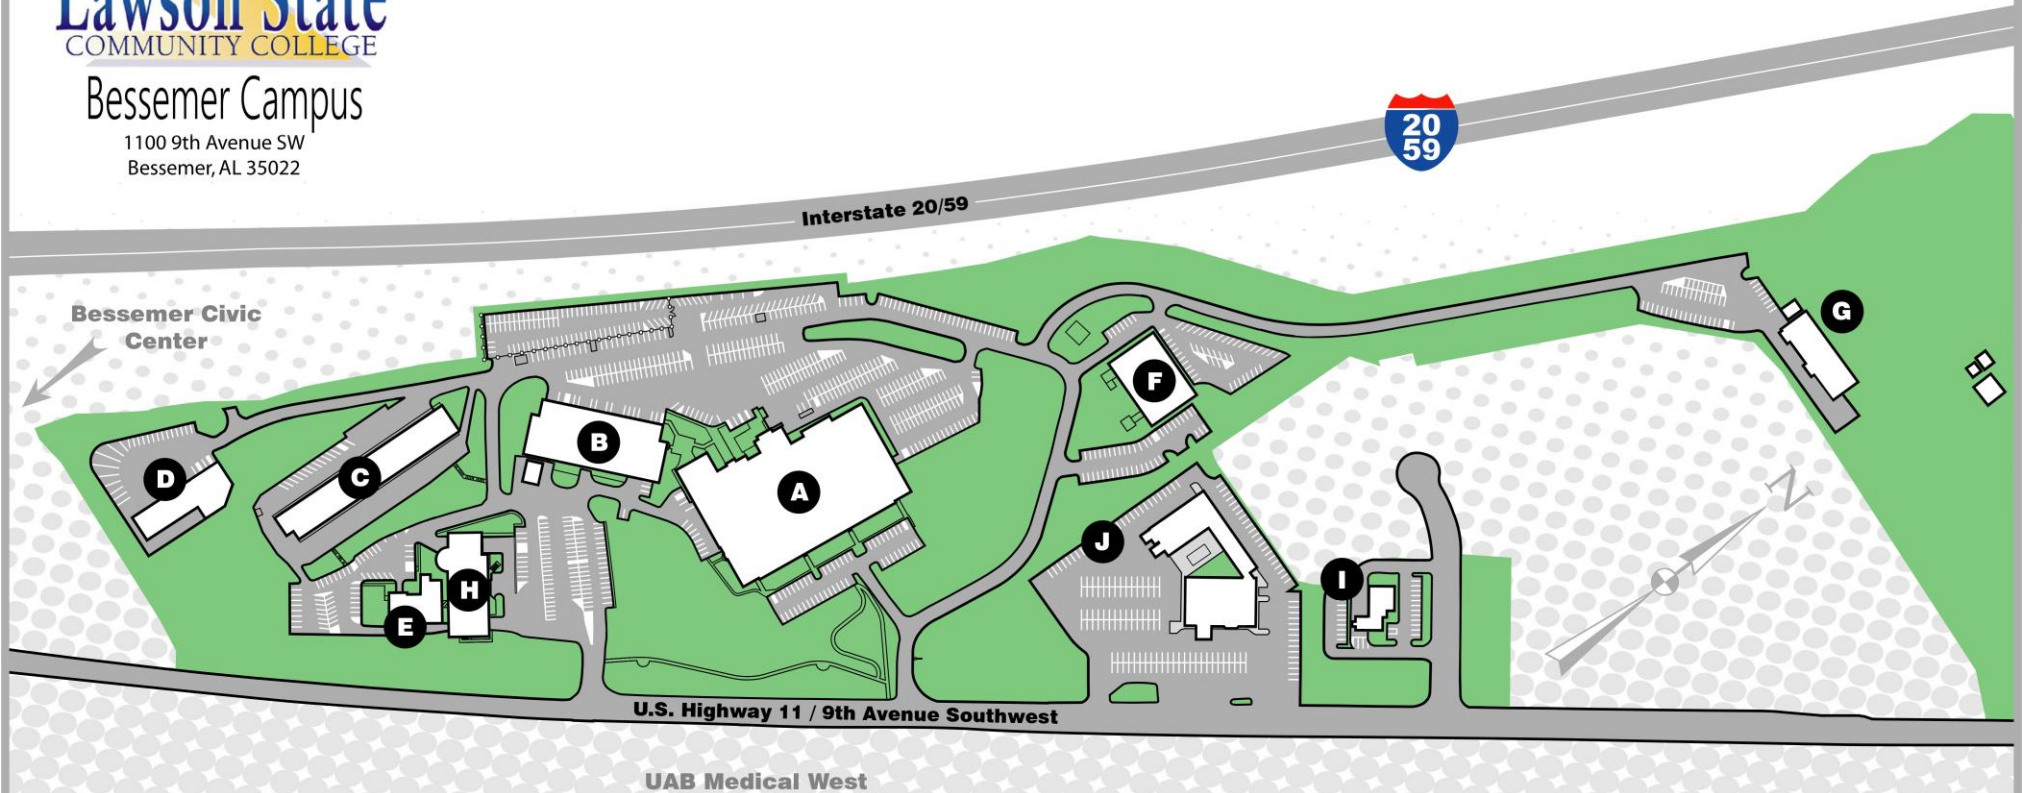 Lawson State
COMMUNITY COLLEGE
Bessemer Campus
1100 9th Avenue SW
Bessemer, AL 35022
20
59
Interstate 20/59
Bessemer Civic
Center
G
F
B
D
C
A
J
I
H
E
N
U.S. Highway 11 / 9th Avenue Southwest
UAB Medical West